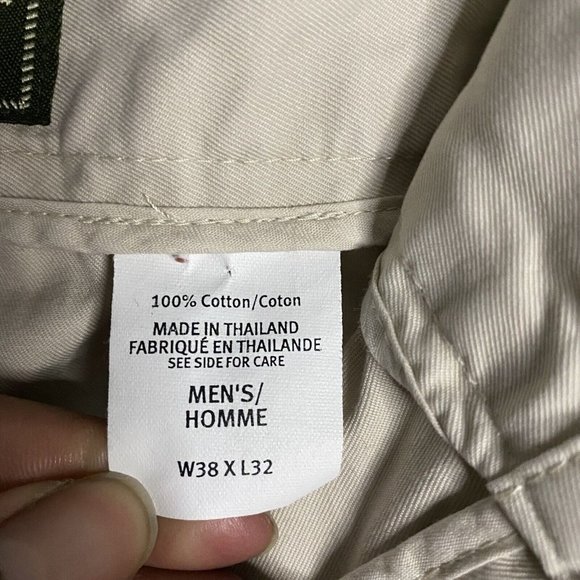 100% Cotton/Coton
MADE IN THAILAND
FABRIQUÉ EN THAILANDE
SEE SIDE FOR CARE
MEN'S/
HOMME
W38 X L32